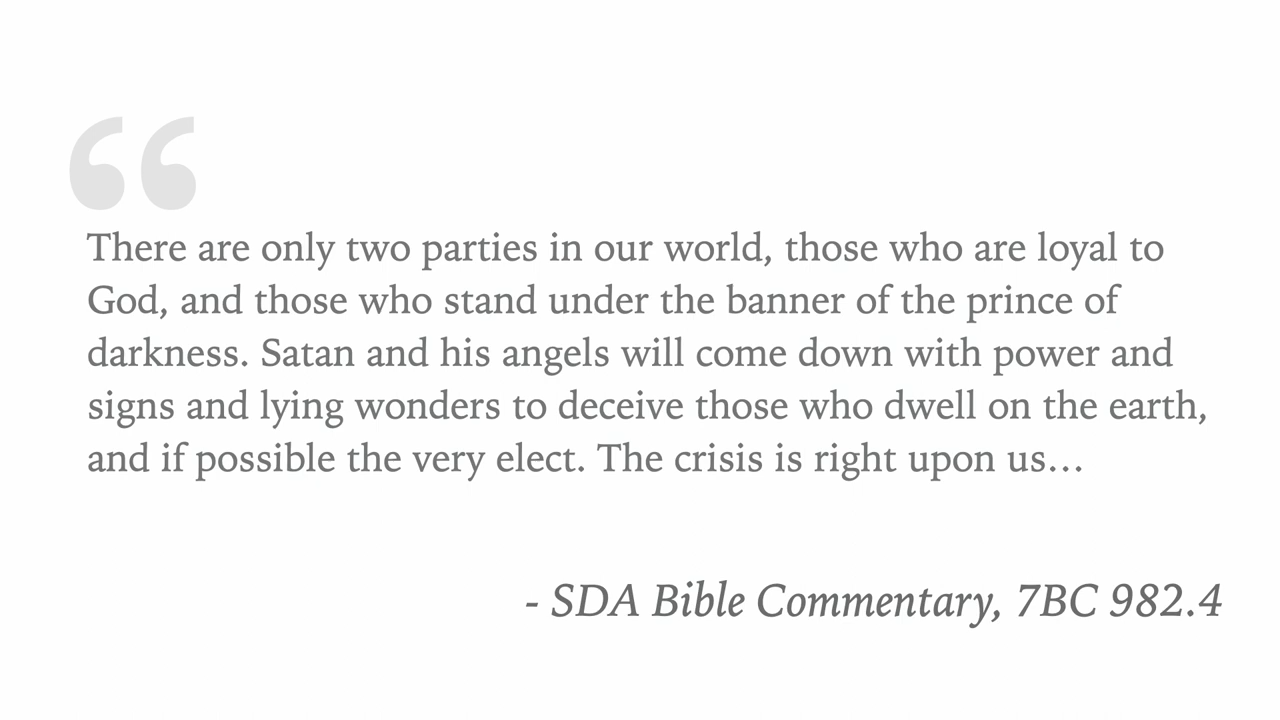 “
There are only two parties in our world, those who are loyal to
God, and those who stand under the banner of the prince of
darkness. Satan and his angels will come down with power and
signs and lying wonders to deceive those who dwell on the earth,
and if possible the very elect. The crisis is right upon us…
- SDA Bible Commentary, 7BC 982.4